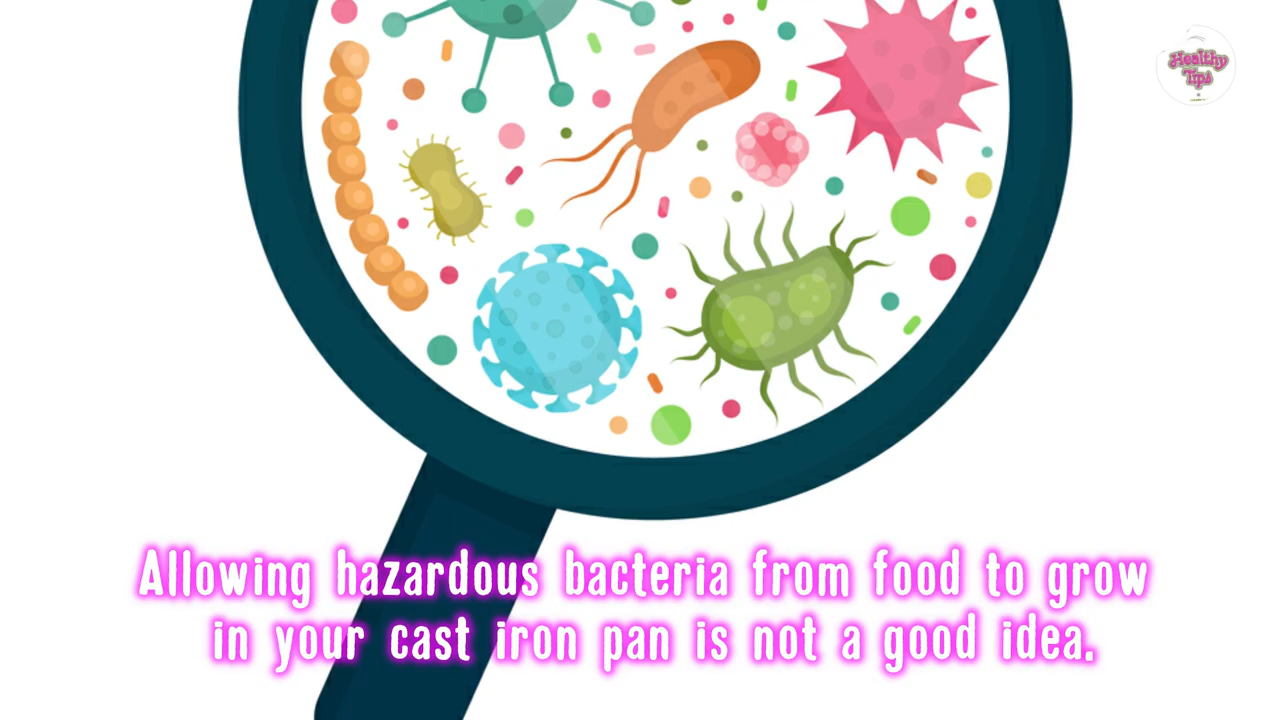 Healthy
Tips
Allowing hazardous bacteria from food to grow
in your cast iron pan is not a good idea.